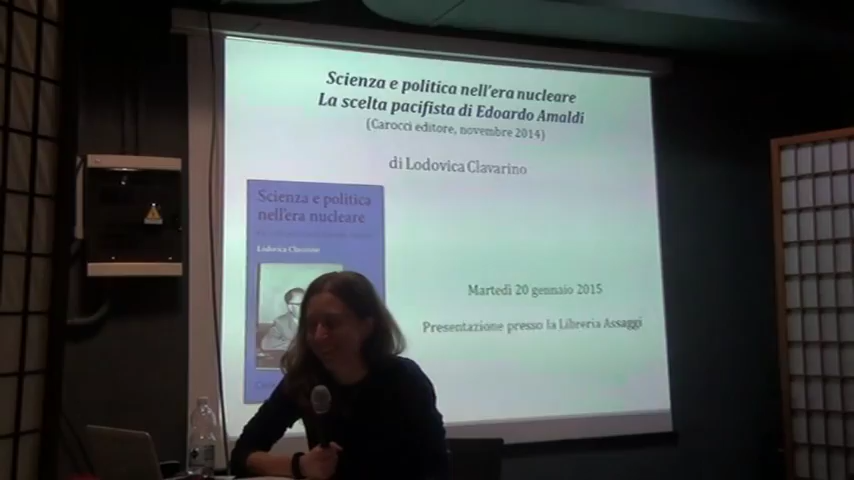 Scienza e politica nell'era nucleare
La scelta pacifista di Edoardo Amaldi
(Carocci editore, novembre 2014)
di Lodovica Clavarino
Scienza e politica
nell'era nucleare
Lodovica Clavarino
Martedì 20 gennaio 2015
Presentazione presso la Libreria Assaggi